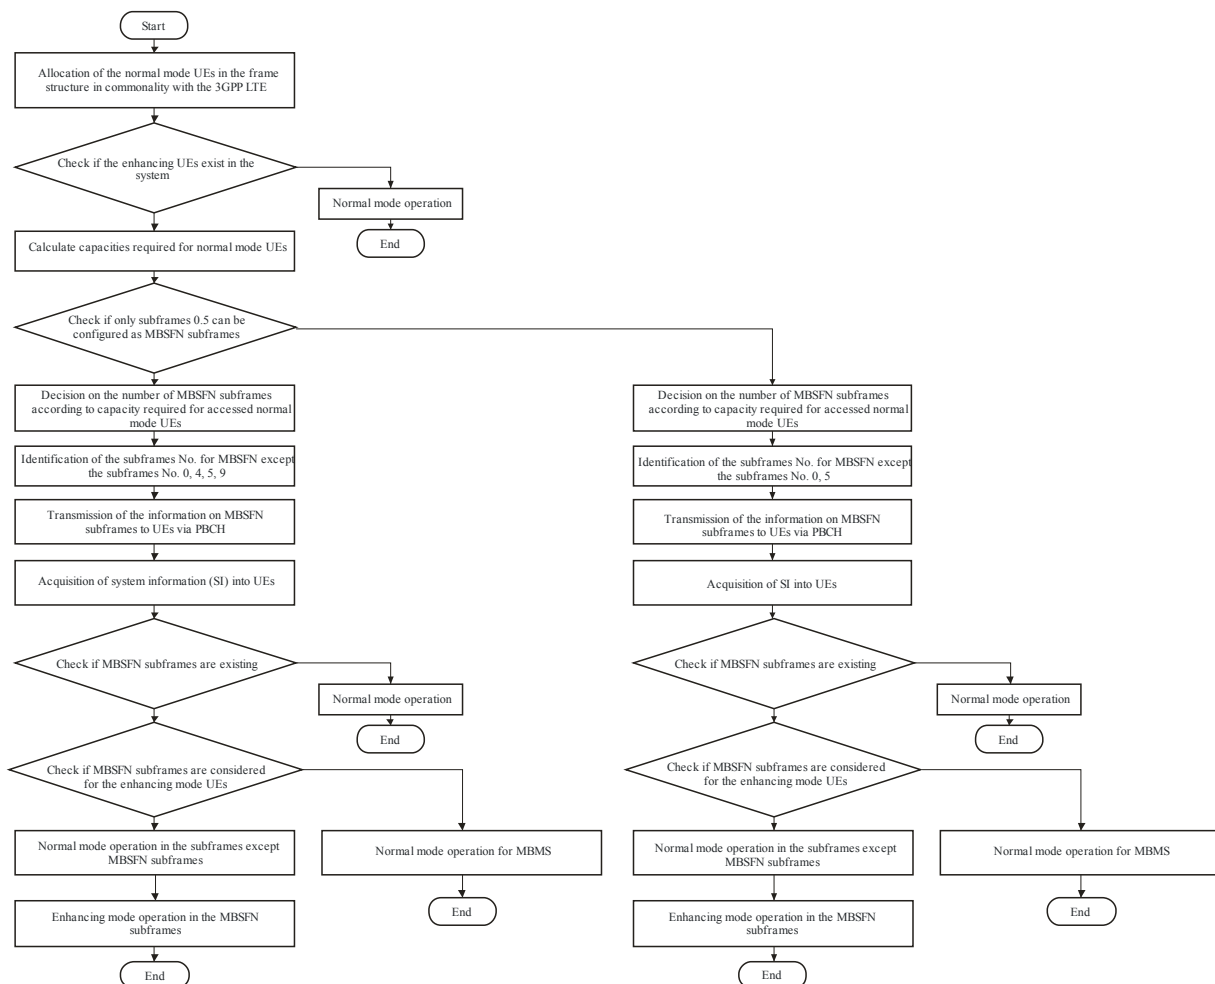 Start
Allocation of the normal mode UEs in the frame
structure in commonality with the 3GPP LTE
Check if the enhancing UEs exist in the
system
Normal mode operation
End
Calculate capacities required for normal mode UEs
Check if only subframes 0.5 can be
configured as MBSFN subframes
Decision on the number of MBSFN subframes
according to capacity required for accessed normal
mode UEs
Identification of the subframes No. for MBSFN except
the subframes No. 0, 4, 5, 9
Transmission of the information on MBSFN
subframes to UEs via PBCH
Acquisition of system information (SI) into UEs
Check if MBSFN subframes are existing
Normal mode operation
End
Check if MBSFN subframes are considered
for the enhancing mode UEs
Normal mode operation in the subframes except
MBSFN subframes
Normal mode operation for MBMS
End
Enhancing mode operation in the MBSFN
subframes
End
Decision on the number of MBSFN subframes
according to capacity required for accessed normal
mode UEs
Identification of the subframes No. for MBSFN except
the subframes No. 0, 5
Transmission of the information on MBSFN
subframes to UEs via PBCH
Acquisition of SI into UEs
Check if MBSFN subframes are existing
Normal mode operation
End
Check if MBSFN subframes are considered
for the enhancing mode UEs
Normal mode operation in the subframes except
MBSFN subframes
Normal mode operation for MBMS
End
Enhancing mode operation in the MBSFN
subframes
End